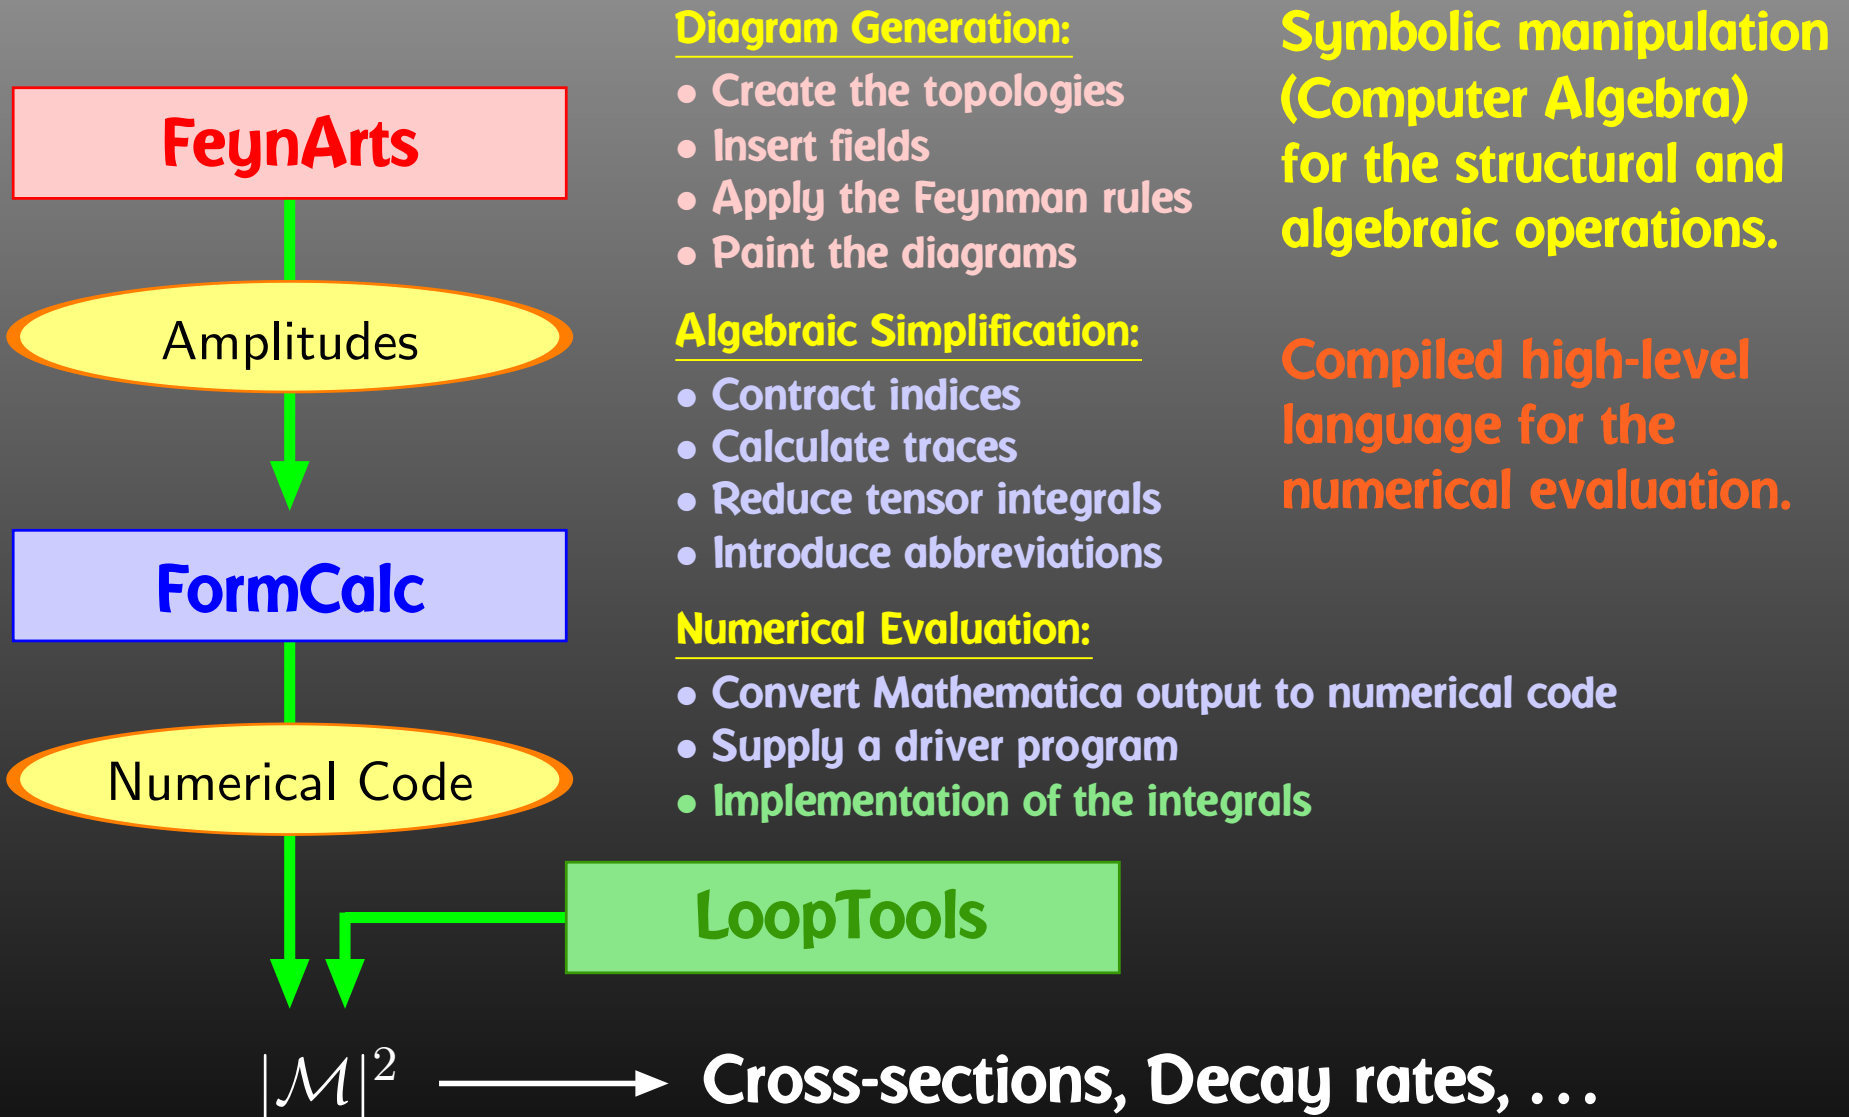 FeynArts
Amplitudes
FormCalc
Numerical Code
LoopTools
|M|²
Cross-sections, Decay rates, ...
Diagram Generation:
• Create the topologies
• Insert fields
• Apply the Feynman rules
• Paint the diagrams
Algebraic Simplification:
• Contract indices
• Calculate traces
• Reduce tensor integrals
• Introduce abbreviations
Numerical Evaluation:
• Convert Mathematica output to numerical code
• Supply a driver program
• Implementation of the integrals
Symbolic manipulation
(Computer Algebra)
for the structural and
algebraic operations.
Compiled high-level
language for the
numerical evaluation.